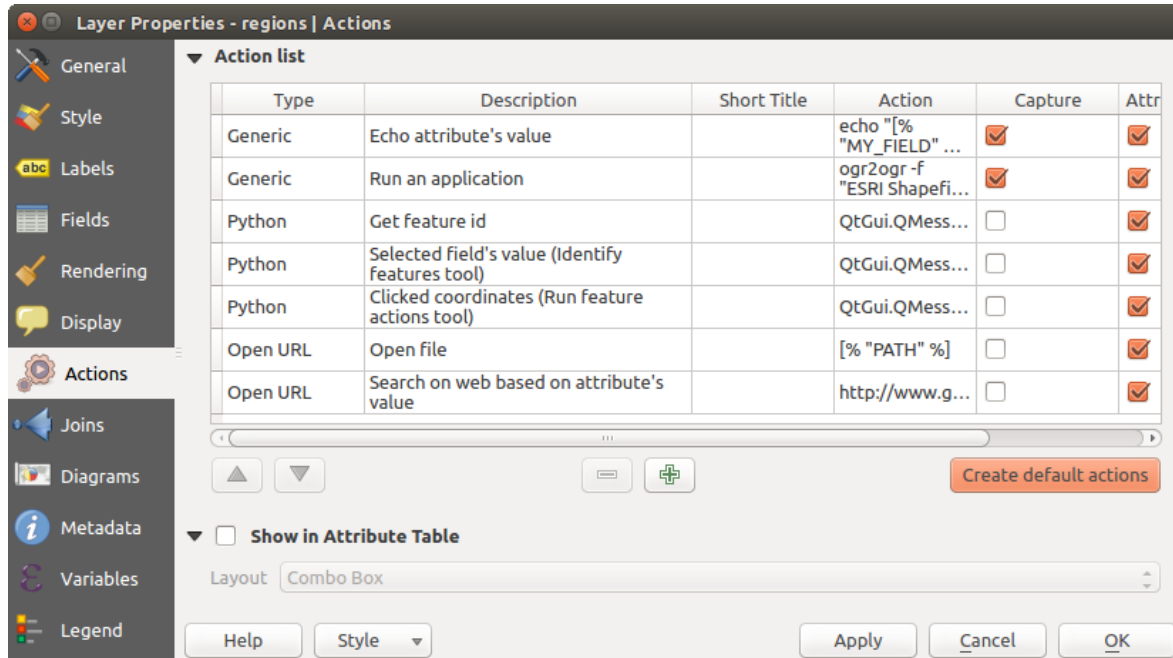 Layer Properties - regions | Actions
General
Style
abc Labels
Fields
Rendering
Display
Actions
Joins
Diagrams
Metadata
Variables
Legend
Action list
Type Description Short Title Action Capture Attr
Generic Echo attribute's value echo "[%
"MY_FIELD" ...
Generic Run an application ogr2ogr -f
"ESRI Shapefi...
Python Get feature id QtGui.QMess...
Python Selected field's value (Identify
features tool) QtGui.QMess...
Python Clicked coordinates (Run feature
actions tool) QtGui.QMess...
Open URL Open file [% "PATH" %]
Open URL Search on web based on attribute's
value http://www.g...
Create default actions
Show in Attribute Table
Layout Combo Box
Help Style Apply Cancel OK